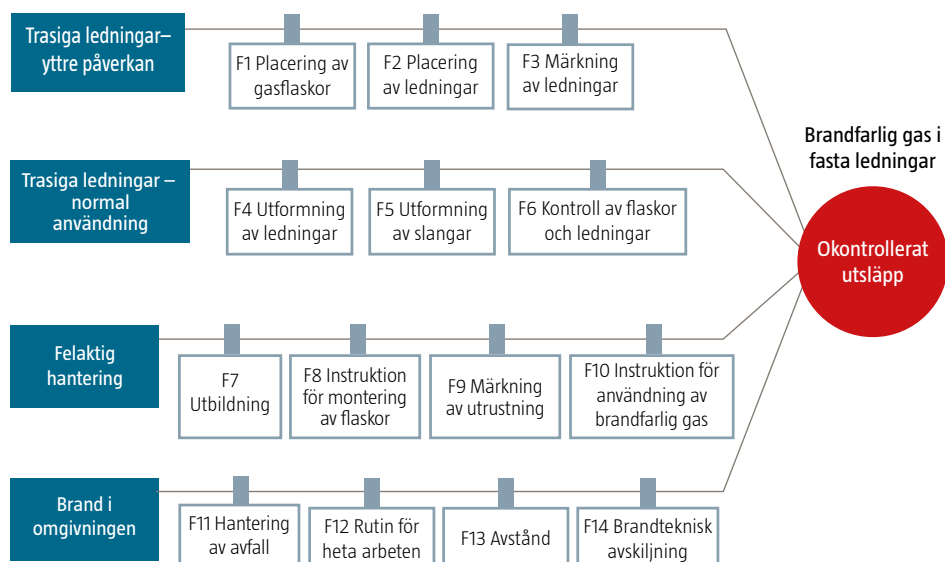 Trasiga ledningar–
yttre påverkan
F1 Placering av
gasflaskor
F2 Placering
av ledningar
F3 Märkning
av ledningar
Brandfarlig gas i
fasta ledningar
Trasiga ledningar –
normal
användning
F4 Utformning
av ledningar
F5 Utformning
av slangar
F6 Kontroll av flaskor
och ledningar
Okontrollerat
utsläpp
Felaktig
hantering
F7
Utbildning
F8 Instruktion
för montering
av flaskor
F9 Märkning
av utrustning
F10 Instruktion för
användning av
brandfarlig gas
Brand i
omgivningen
F11 Hantering
av avfall
F12 Rutin för
heta arbeten
F13 Avstånd
F14 Brandteknisk
avskiljning